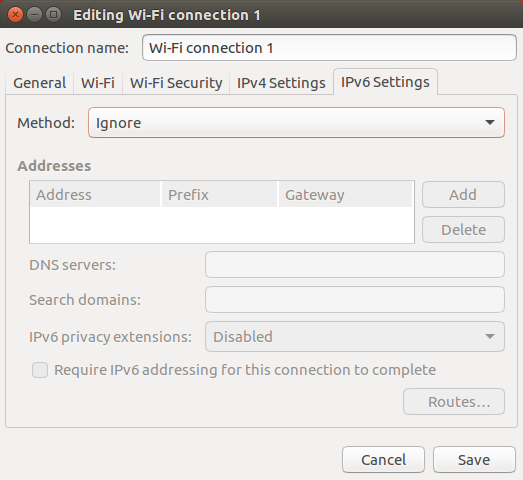 Editing Wi-Fi connection 1
Connection name: Wi-Fi connection 1
General Wi-Fi Wi-Fi Security IPv4 Settings IPv6 Settings
Method: Ignore
Addresses
Address Prefix Gateway Add
Delete
DNS servers:
Search domains:
IPv6 privacy extensions: Disabled
Require IPv6 addressing for this connection to complete
Routes...
Cancel Save